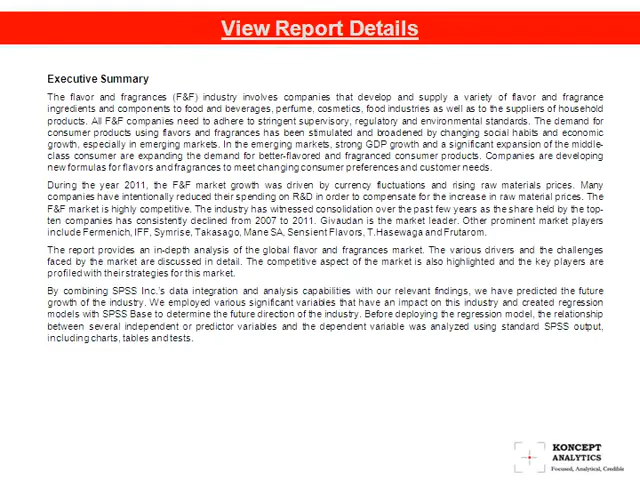 View Report Details
Executive Summary
The flavor and fragrances (F&F) industry involves companies that develop and supply a variety of flavor and fragrance
ingredients and components to food and beverages, perfume, cosmetics, food industries as well as to the suppliers of household
products. All F&F companies need to adhere to stringent supervisory, regulatory and environmental standards. The demand for
consumer products using flavors and fragrances has been stimulated and broadened by changing social habits and economic
growth, especially in emerging markets. In the emerging markets, strong GDP growth and a significant expansion of the middle-
class consumer are expanding the demand for better-flavored and fragranced consumer products. Companies are developing
new formulas for flavors and fragrances to meet changing consumer preferences and customer needs.
During the year 2011, the F&F market growth was driven by currency fluctuations and rising raw materials prices. Many
companies have intentionally reduced their spending on R&D in order to compensate for the increase in raw material prices. The
F&F market is highly competitive. The industry has witnessed consolidation over the past few years as the share held by the top-
ten companies has consistently declined from 2007 to 2011. Givaudan is the market leader. Other prominent market players
include Fermenich, IFF, Symrise, Takasago, Mane SA, Sensient Flavors, T.Hasewaga and Frutarom.
The report provides an in-depth analysis of the global flavor and fragrances market. The various drivers and the challenges
faced by the market are discussed in detail. The competitive aspect of the market is also highlighted and the key players are
profiled with their strategies for this market.
By combining SPSS Inc.'s data integration and analysis capabilities with our relevant findings, we have predicted the future
growth of the industry. We employed various significant variables that have an impact on this industry and created regression
models with SPSS Base to determine the future direction of the industry. Before deploying the regression model, the relationship
between several independent or predictor variables and the dependent variable was analyzed using standard SPSS output,
including charts, tables and tests.
KONCEPT
ANALYTICS
Focused, Analytical, Credible